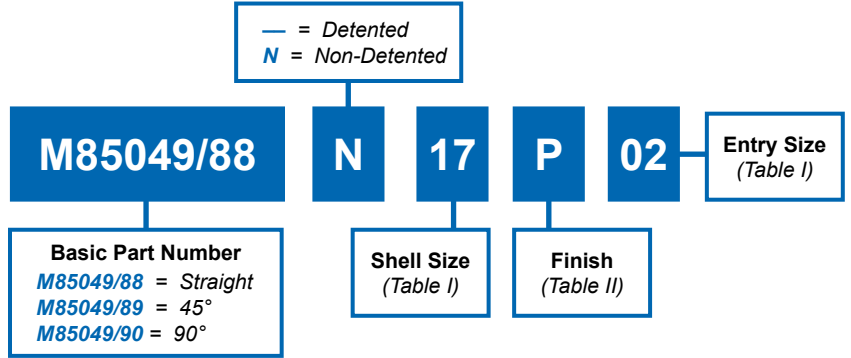 — = Detented
N = Non-Detented
M85049/88 N 17 P 02
Entry Size
(Table I)
Basic Part Number
M85049/88 = Straight
M85049/89 = 45°
M85049/90 = 90°
Shell Size
(Table I)
Finish
(Table II)